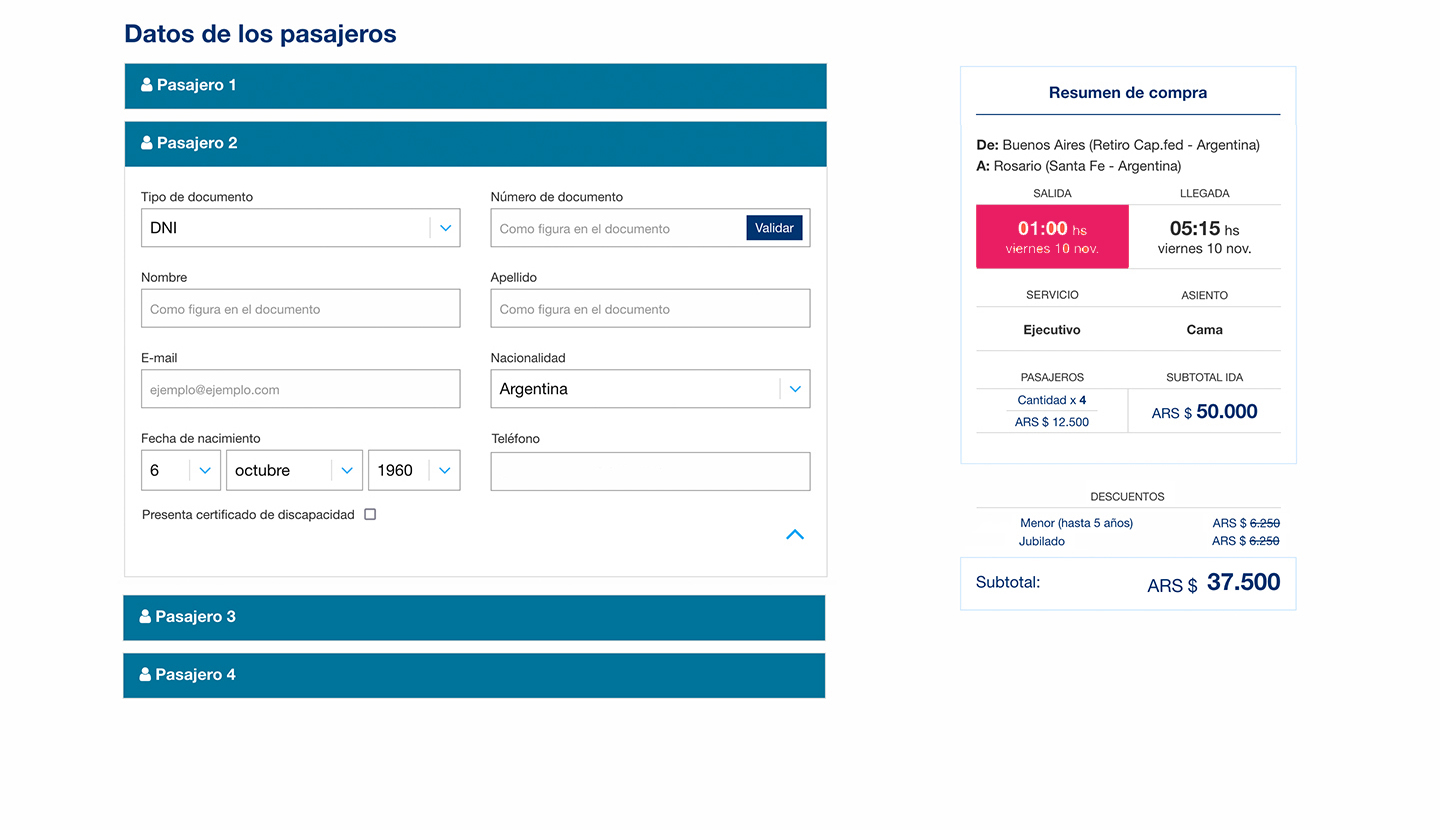 Datos de los pasajeros
Pasajero 1
Pasajero 2
Tipo de documento
DNI
Número de documento
Como figura en el documento
Validar
Nombre
Como figura en el documento
Apellido
Como figura en el documento
E-mail
ejemplo@ejemplo.com
Nacionalidad
Argentina
Fecha de nacimiento
6 octubre 1960
Teléfono
Presenta certificado de discapacidad
Pasajero 3
Pasajero 4
Resumen de compra
De: Buenos Aires (Retiro Cap.fed - Argentina)
A: Rosario (Santa Fe - Argentina)
SALIDA LLEGADA
01:00 hs 05:15 hs
viernes 10 nov. viernes 10 nov.
SERVICIO ASIENTO
Ejecutivo Cama
PASAJEROS SUBTOTAL IDA
Cantidad x 4
ARS $ 12.500
ARS $ 50.000
DESCUENTOS
Menor (hasta 5 años) ARS $ 6.250
Jubilado ARS $ 6.250
Subtotal: ARS $ 37.500